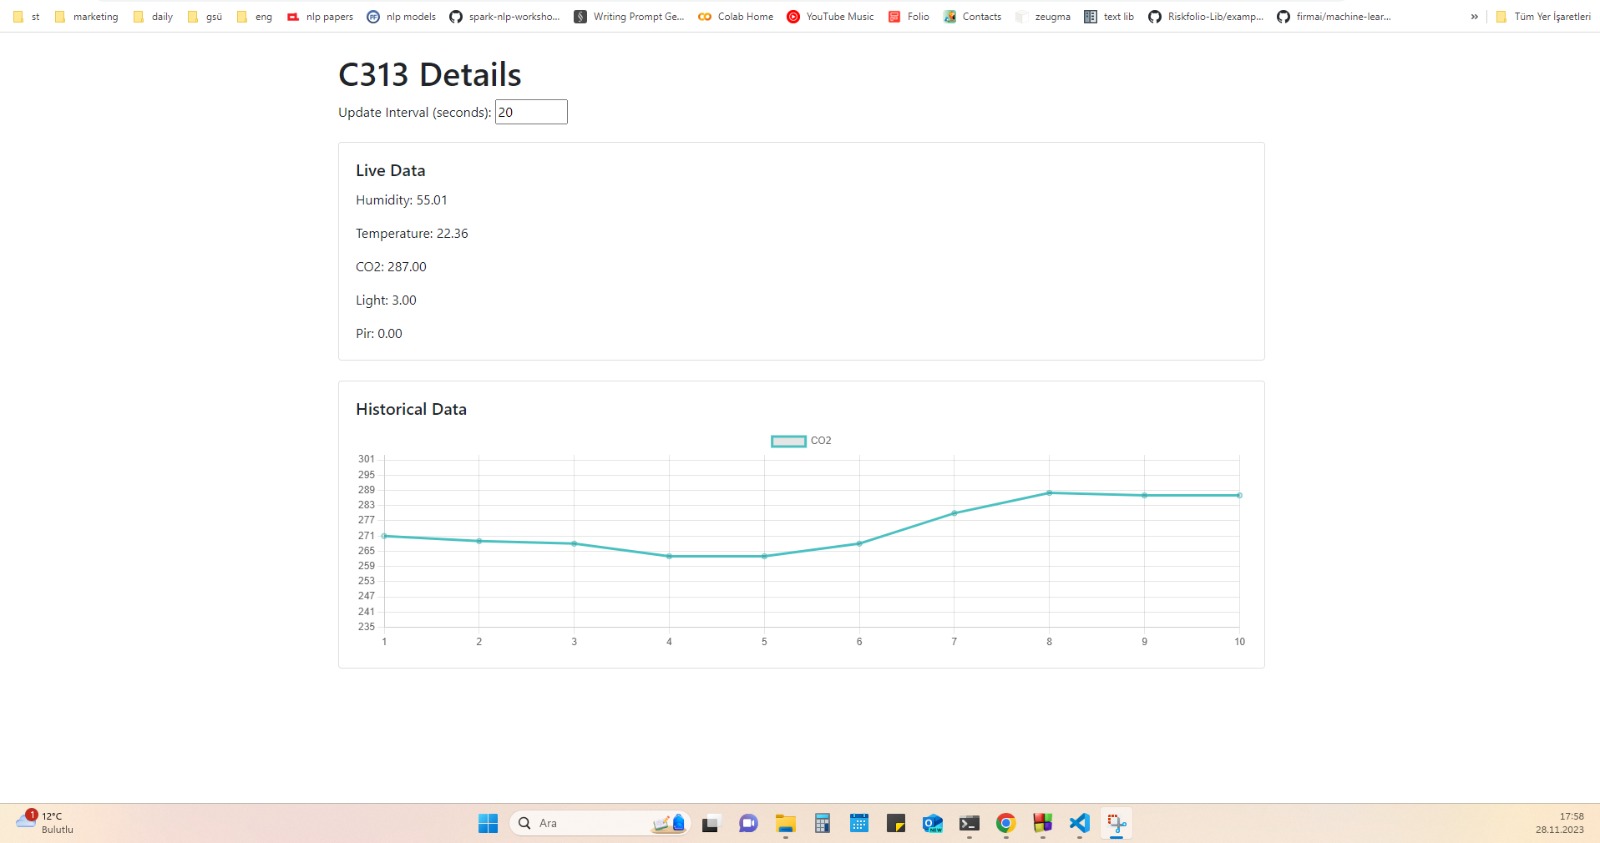 st marketing daily gsü eng nlp papers nlp models spark-nlp-worksho... Writing Prompt Ge... Colab Home YouTube Music Folio Contacts zeugma text lib Riskfolio-Lib/examp... firmai/machine-lear... » Tüm Yer İşaretleri
C313 Details
Update Interval (seconds): 20
Live Data
Humidity: 55.01
Temperature: 22.36
CO2: 287.00
Light: 3.00
Pir: 0.00
Historical Data
CO2
301
295
289
283
277
271
265
259
253
247
241
235
1 2 3 4 5 6 7 8 9 10
1 12°C
Bulutlu
Ara
17:58
28.11.2023